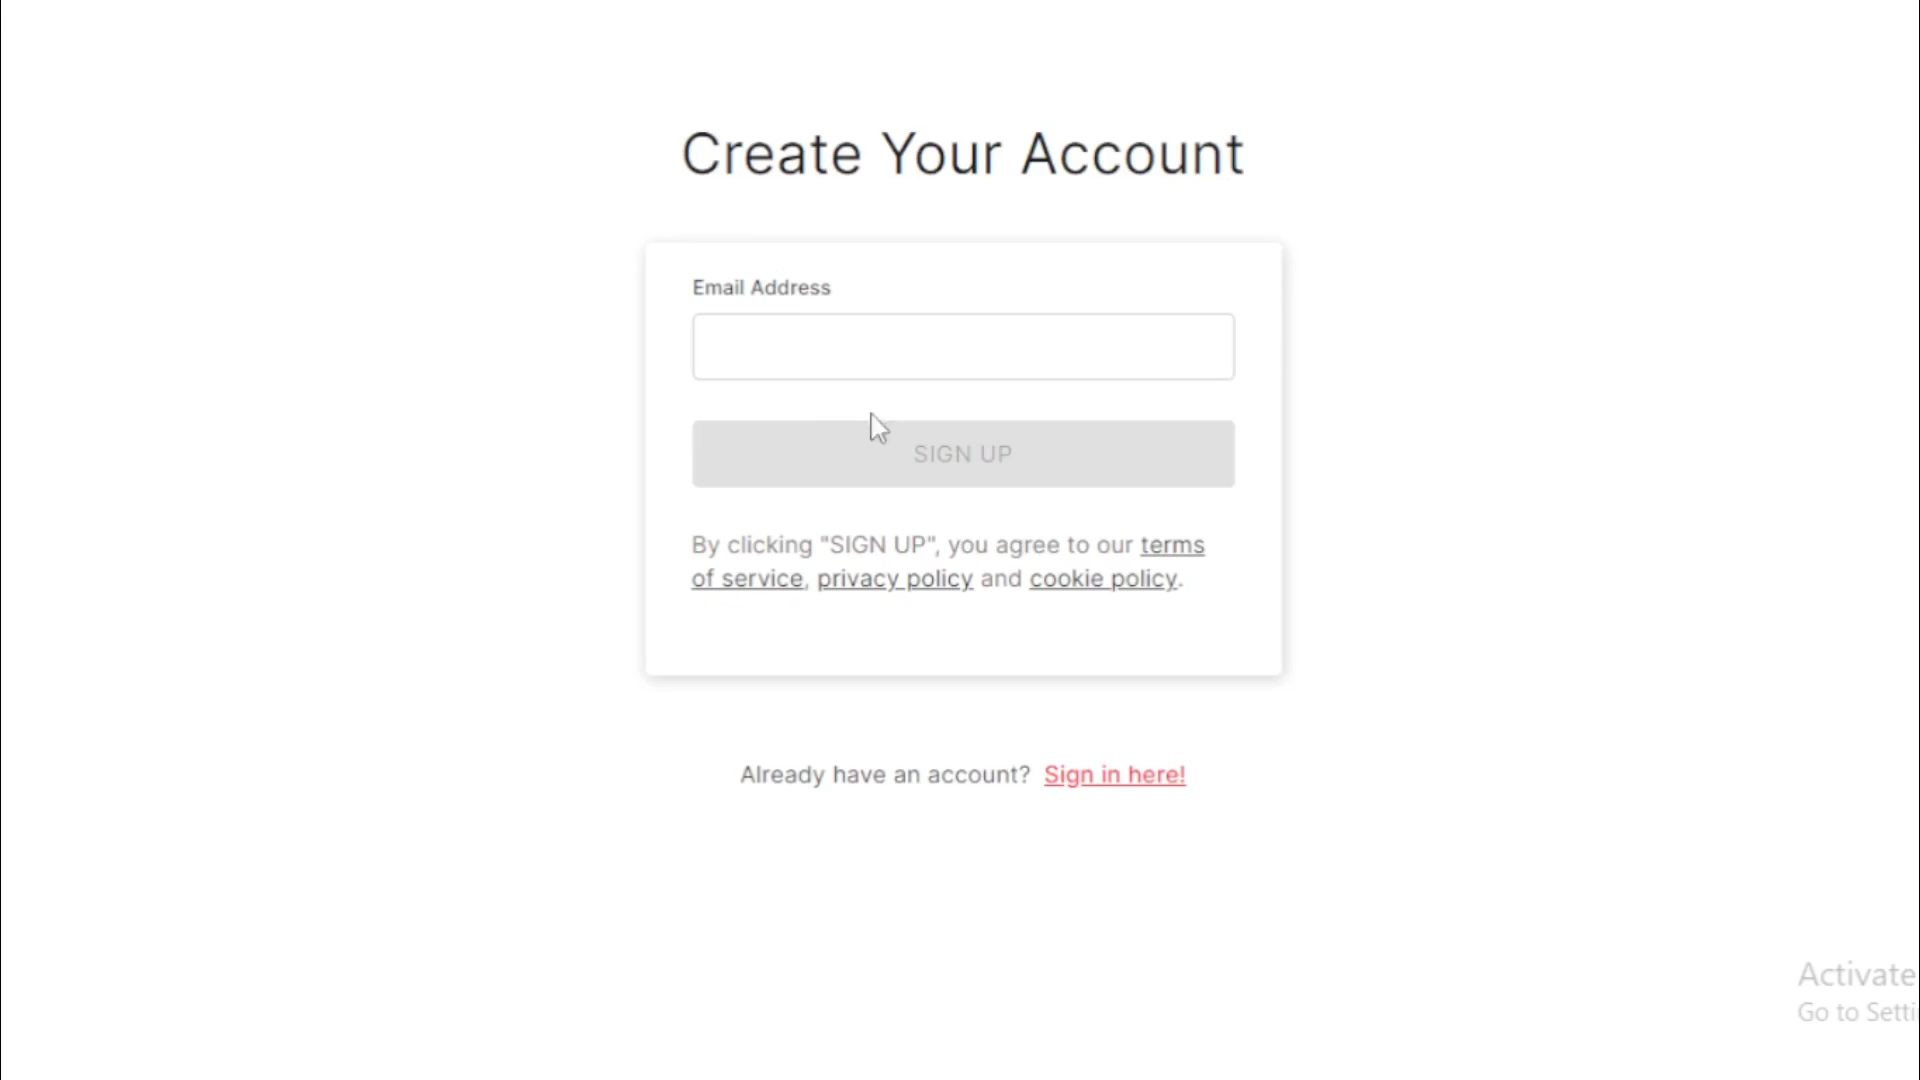 Create Your Account
Email Address
SIGN UP
By clicking "SIGN UP", you agree to our terms
of service, privacy policy and cookie policy.
Already have an account? Sign in here!
Activate
Go to Setti